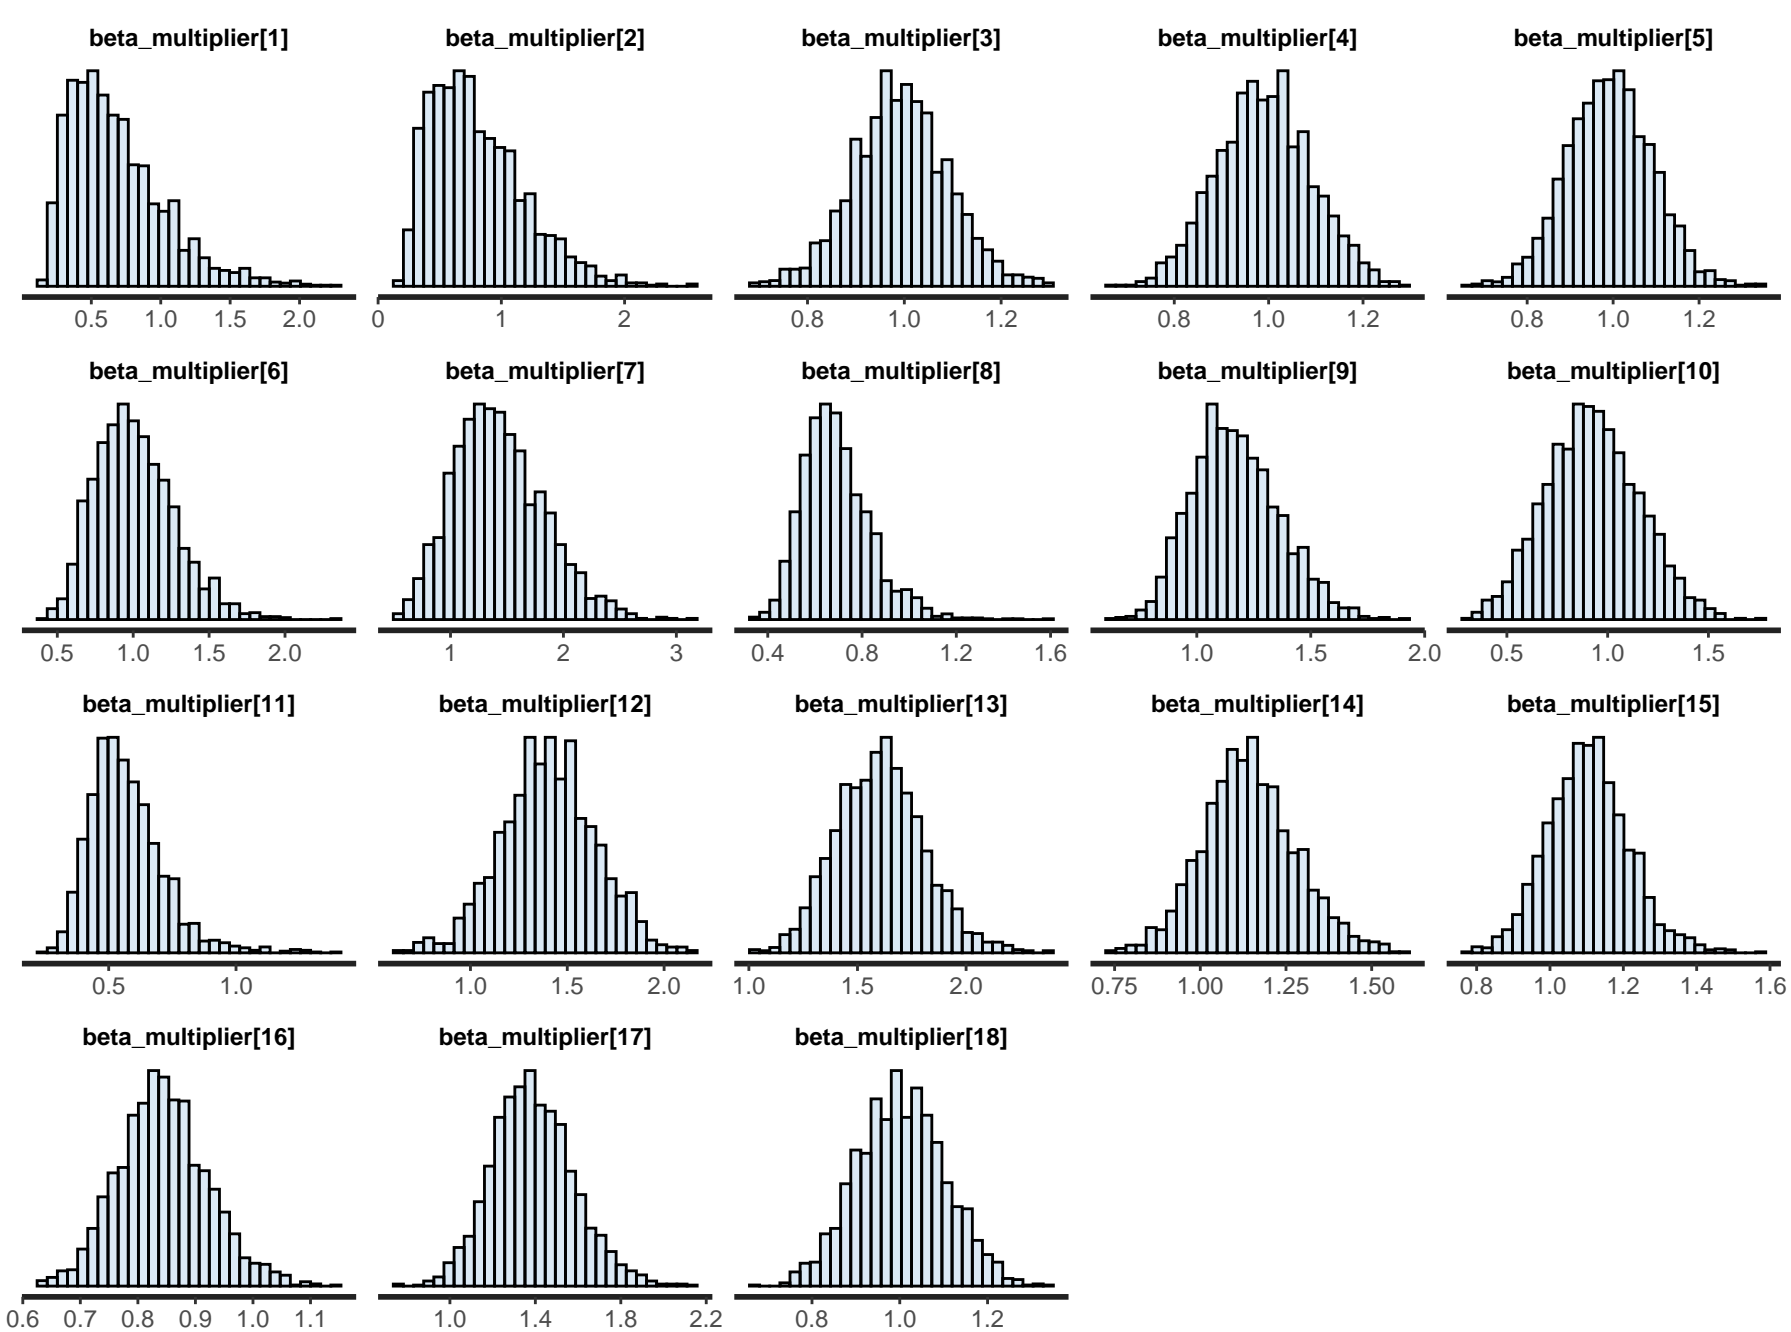 beta_multiplier[1] beta_multiplier[2] beta_multiplier[3] beta_multiplier[4] beta_multiplier[5]
0.5 1.0 1.5 2.0 0 1 2 0.8 1.0 1.2 0.8 1.0 1.2 0.8 1.0 1.2
beta_multiplier[6] beta_multiplier[7] beta_multiplier[8] beta_multiplier[9] beta_multiplier[10]
0.5 1.0 1.5 2.0 1 2 3 0.4 0.8 1.2 1.6 1.0 1.5 2.0 0.5 1.0 1.5
beta_multiplier[11] beta_multiplier[12] beta_multiplier[13] beta_multiplier[14] beta_multiplier[15]
0.5 1.0 1.0 1.5 2.0 1.0 1.5 2.0 0.75 1.00 1.25 1.50 0.8 1.0 1.2 1.4 1.6
beta_multiplier[16] beta_multiplier[17] beta_multiplier[18]
0.6 0.7 0.8 0.9 1.0 1.1 1.0 1.4 1.8 2.2 0.8 1.0 1.2